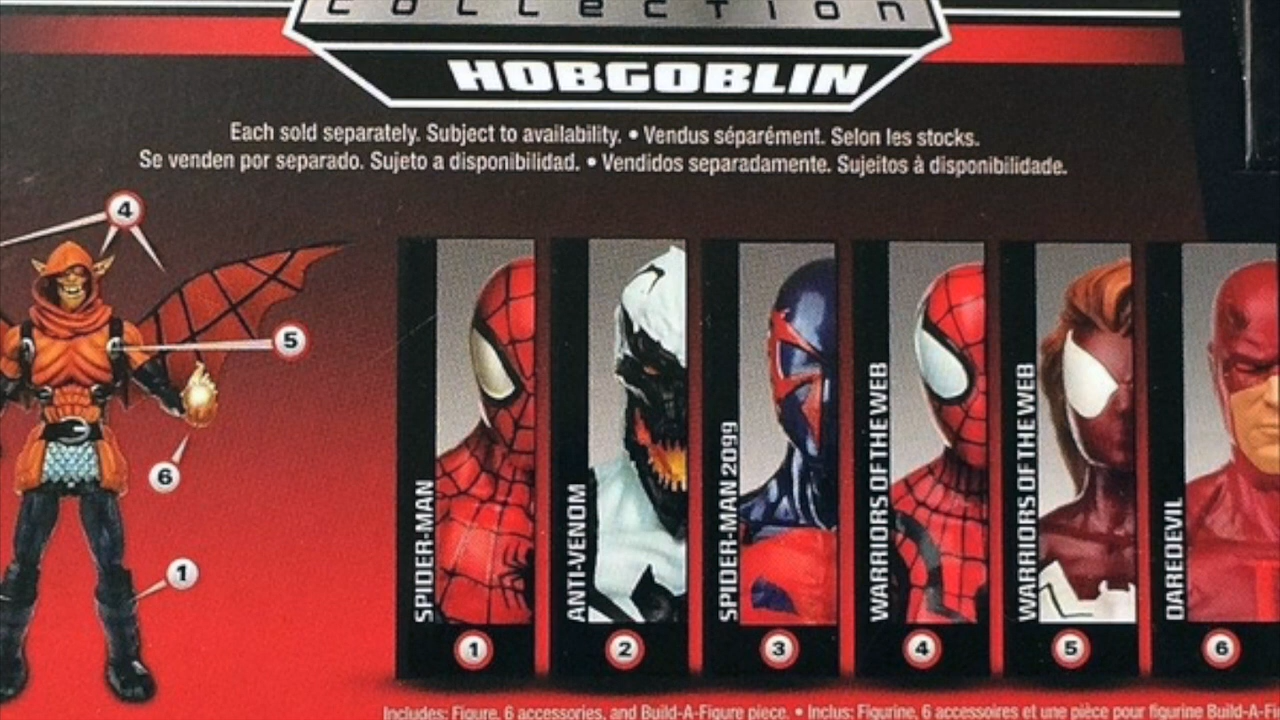 COLLECTION
HOBGOBLIN
Each sold separately. Subject to availability. • Vendus séparément. Selon les stocks.
Se venden por separado. Sujeto a disponibilidad. • Vendidos separadamente. Sujeitos à disponibilidade.
4
5
6
1
SPIDER-MAN
1
ANTI-VENOM
2
SPIDER-MAN 2099
3
WARRIORS OF THE WEB
4
WARRIORS OF THE WEB
5
DAREDEVIL
6
Includes: Figure, 6 accessories, and Build-A-Figure piece. • Inclus: Figurine, 6 accessoires et une pièce pour figurine Build-A-Fi